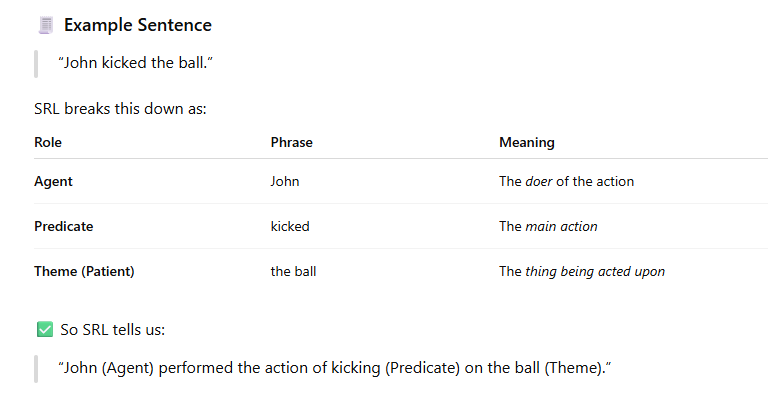 Example Sentence
“John kicked the ball.”
SRL breaks this down as:
Role Phrase Meaning
Agent John The doer of the action
Predicate kicked The main action
Theme (Patient) the ball The thing being acted upon
So SRL tells us:
“John (Agent) performed the action of kicking (Predicate) on the ball (Theme).”